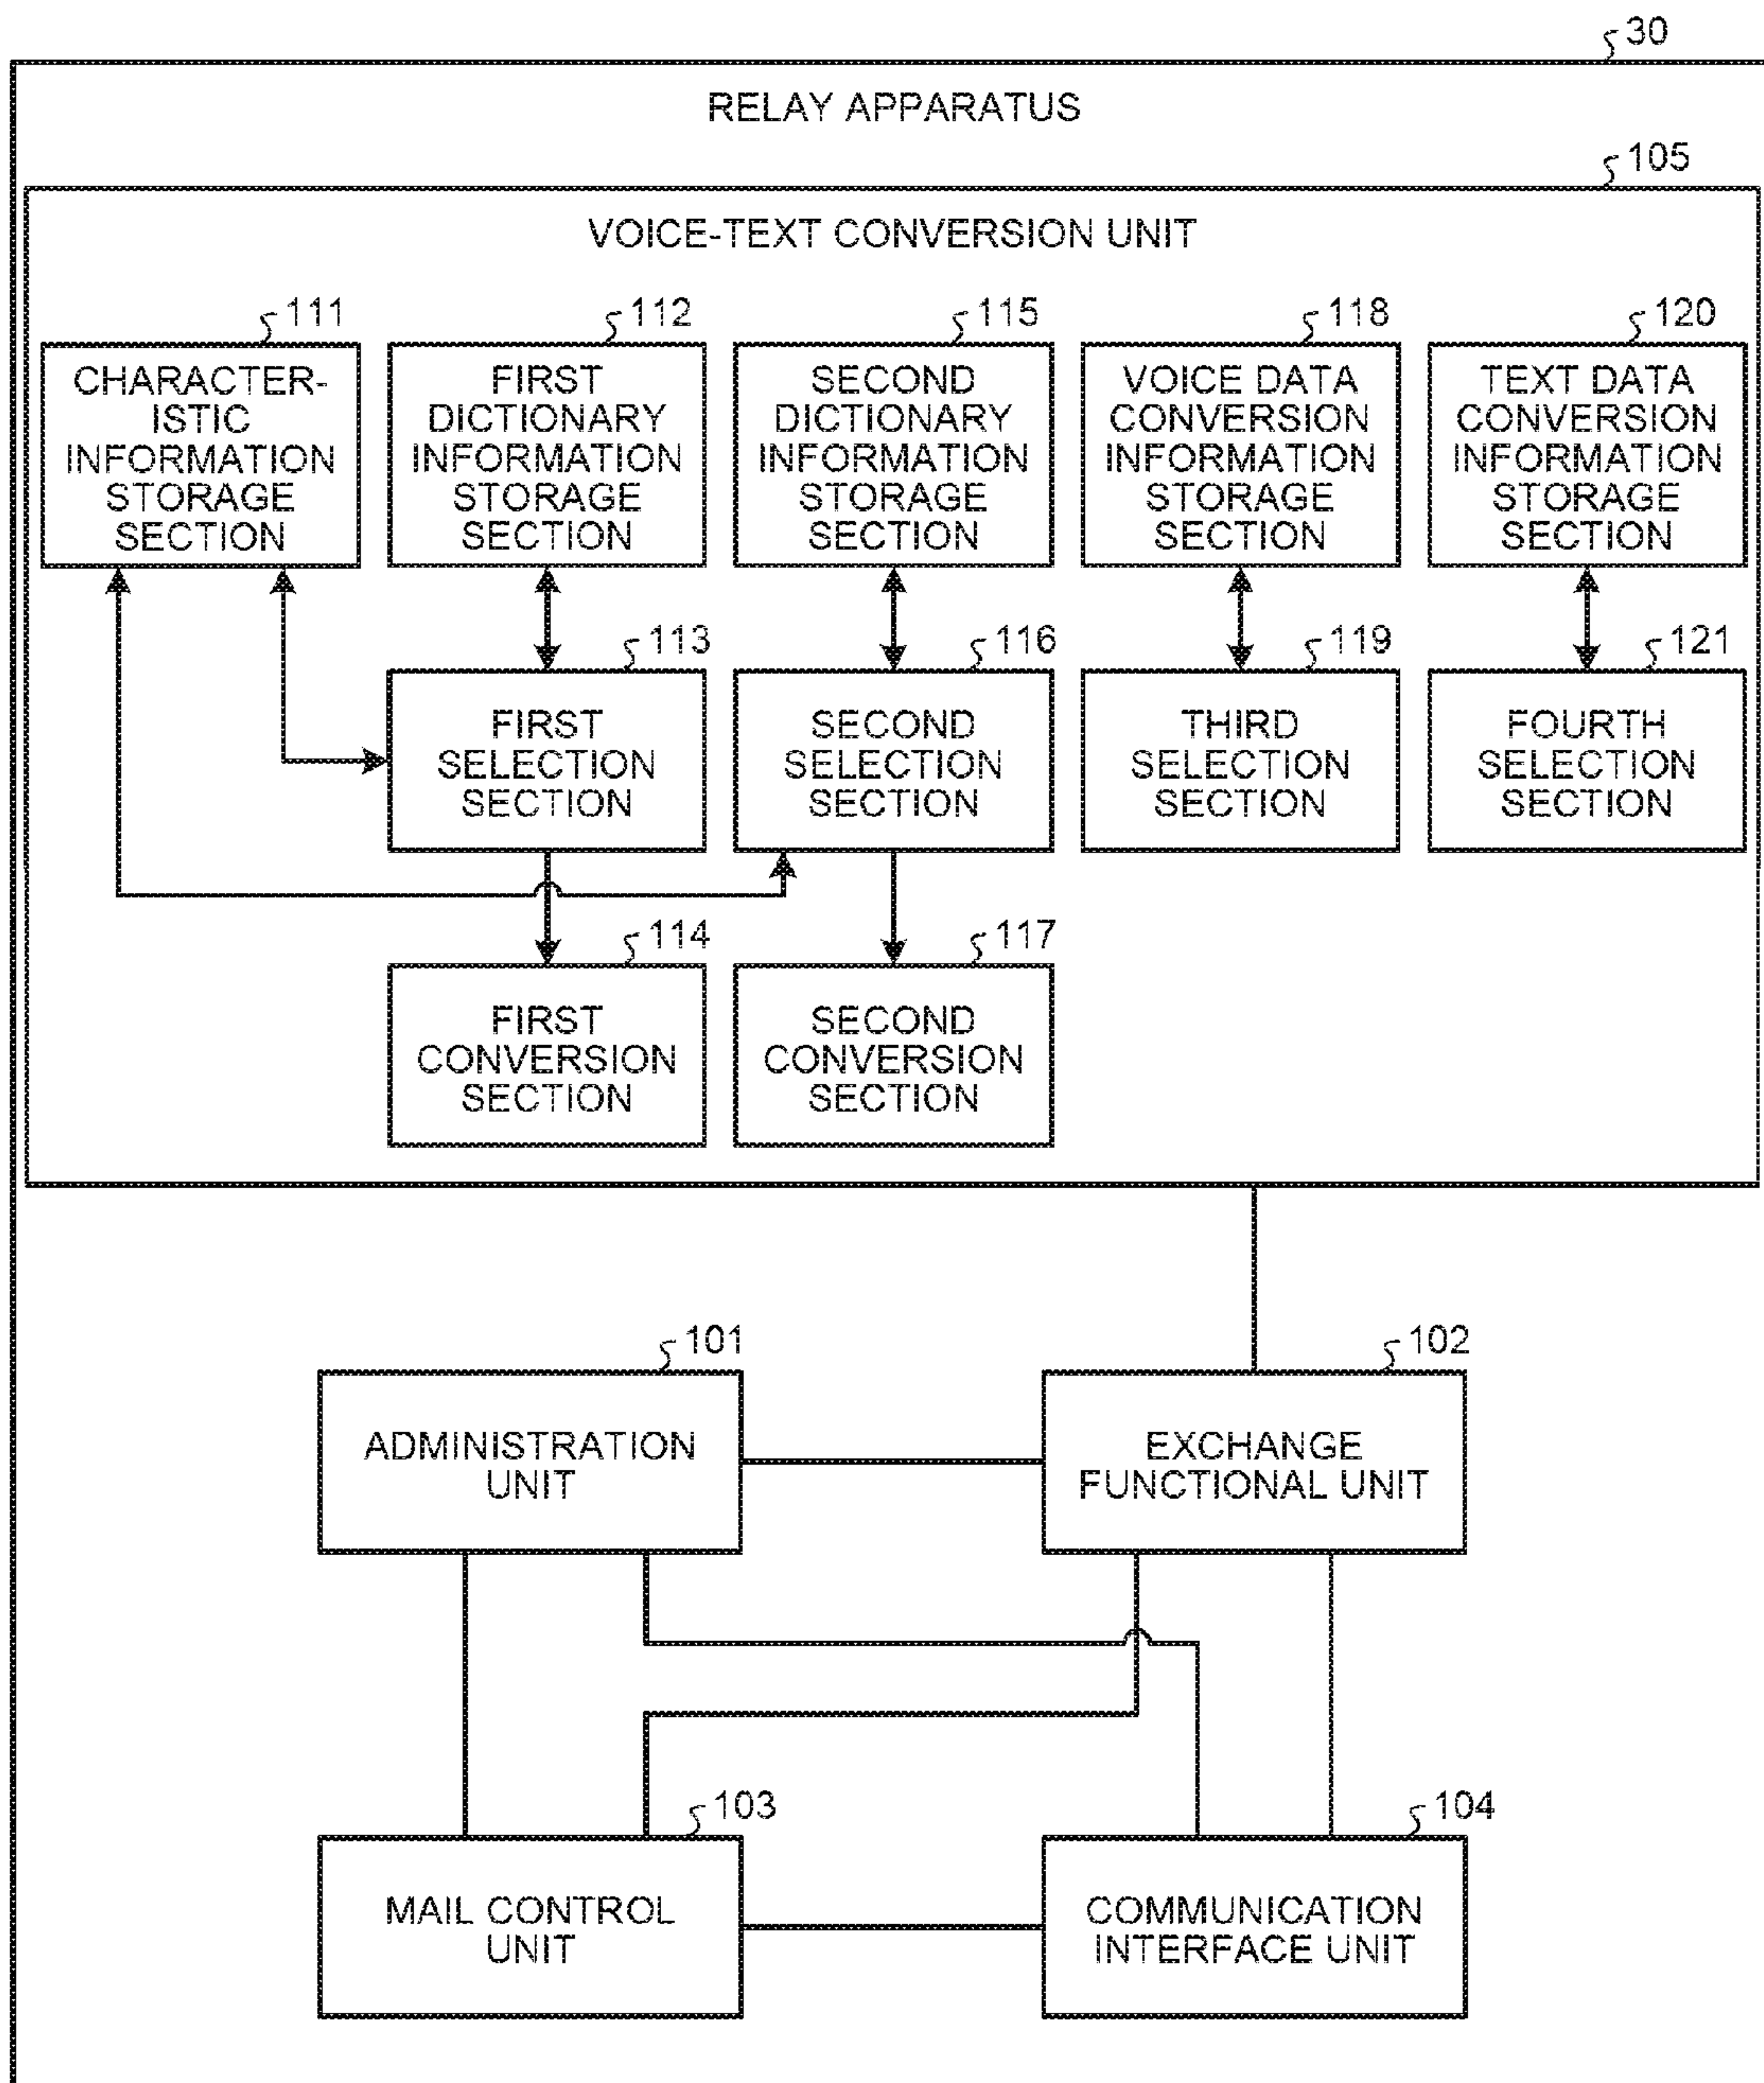 30
RELAY APPARATUS
105
VOICE-TEXT CONVERSION UNIT
111
112
115
118
120
CHARACTER-
ISTIC
INFORMATION
STORAGE
SECTION
FIRST
DICTIONARY
INFORMATION
STORAGE
SECTION
SECOND
DICTIONARY
INFORMATION
STORAGE
SECTION
VOICE DATA
CONVERSION
INFORMATION
STORAGE
SECTION
TEXT DATA
CONVERSION
INFORMATION
STORAGE
SECTION
113
116
119
121
FIRST
SELECTION
SECTION
SECOND
SELECTION
SECTION
THIRD
SELECTION
SECTION
FOURTH
SELECTION
SECTION
114
117
FIRST
CONVERSION
SECTION
SECOND
CONVERSION
SECTION
101
102
ADMINISTRATION
UNIT
EXCHANGE
FUNCTIONAL UNIT
103
104
MAIL CONTROL
UNIT
COMMUNICATION
INTERFACE UNIT